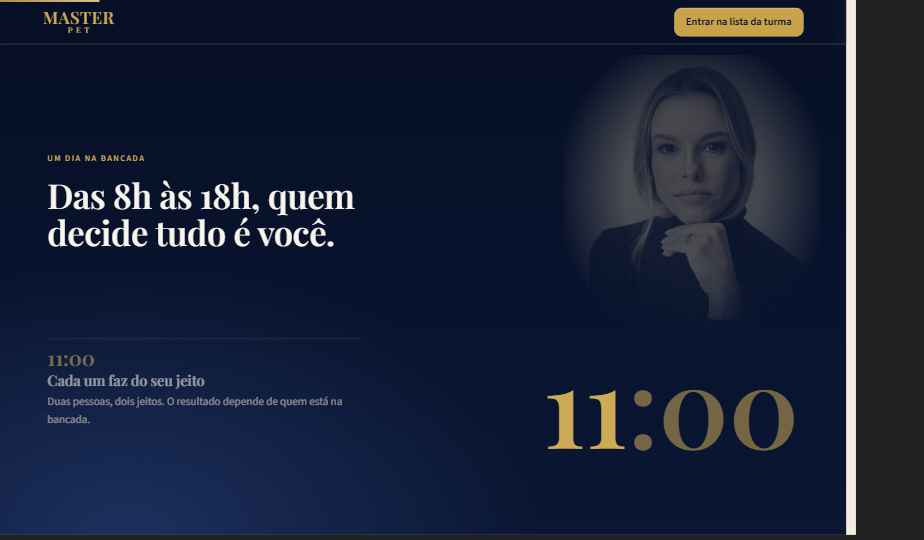 MASTER
PET
Entrar na lista da turma
UM DIA NA BANCADA
Das 8h às 18h, quem
decide tudo é você.
11:00
Cada um faz do seu jeito
Duas pessoas, dois jeitos. O resultado depende de quem está na
bancada.
11:00